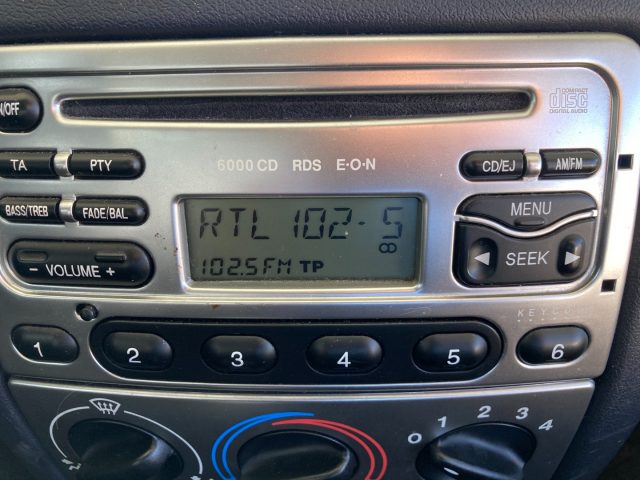 N/OFF
COMPACT
disc
DIGITAL AUDIO
TA PTY
6000 CD RDS E·O·N
CD/EJ AM/FM
BASS/TREB FADE/BAL
RTL 102-5
MENU
- VOLUME +
102.5FM TP
SEEK
KEYCO
1 2 3 4 5 6
0 1 2 3 4